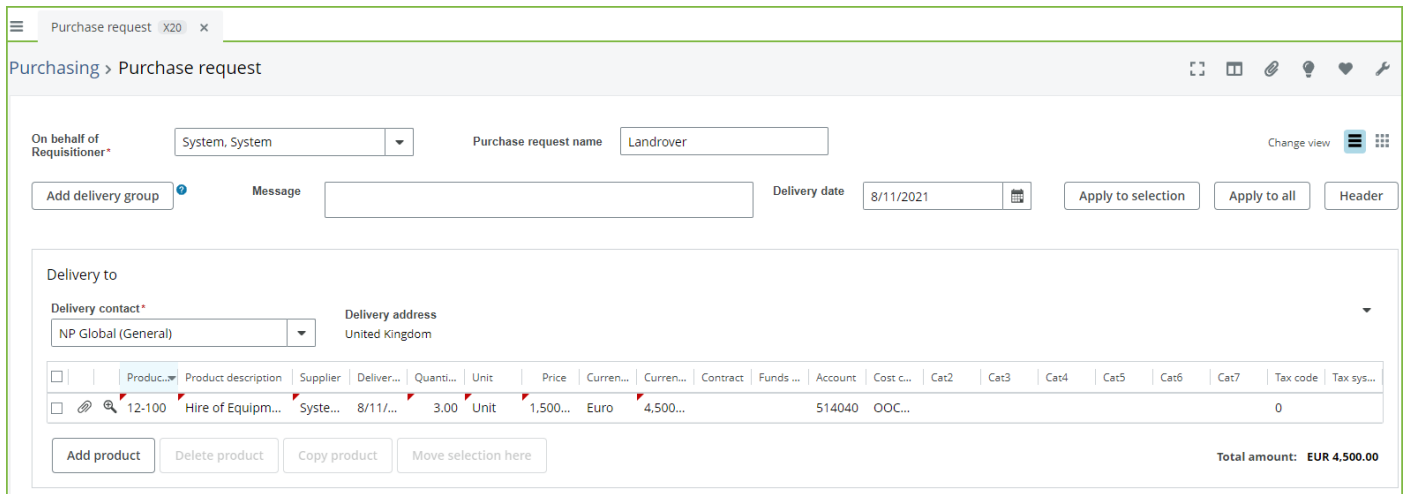 Purchase request X20 ×
Purchasing > Purchase request
On behalf of Requisitioner* System, System Purchase request name Landrover Change view
Add delivery group ? Message Delivery date 8/11/2021 Apply to selection Apply to all Header
Delivery to
Delivery contact* Delivery address
NP Global (General) United Kingdom
Produc... Product description Supplier Deliver... Quanti... Unit Price Curren... Curren... Contract Funds ... Account Cost c... Cat2 Cat3 Cat4 Cat5 Cat6 Cat7 Tax code Tax sys...
12-100 Hire of Equipm... Syste... 8/11/... 3.00 Unit 1,500... Euro 4,500... 514040 OOC... 0
Add product Delete product Copy product Move selection here Total amount: EUR 4,500.00